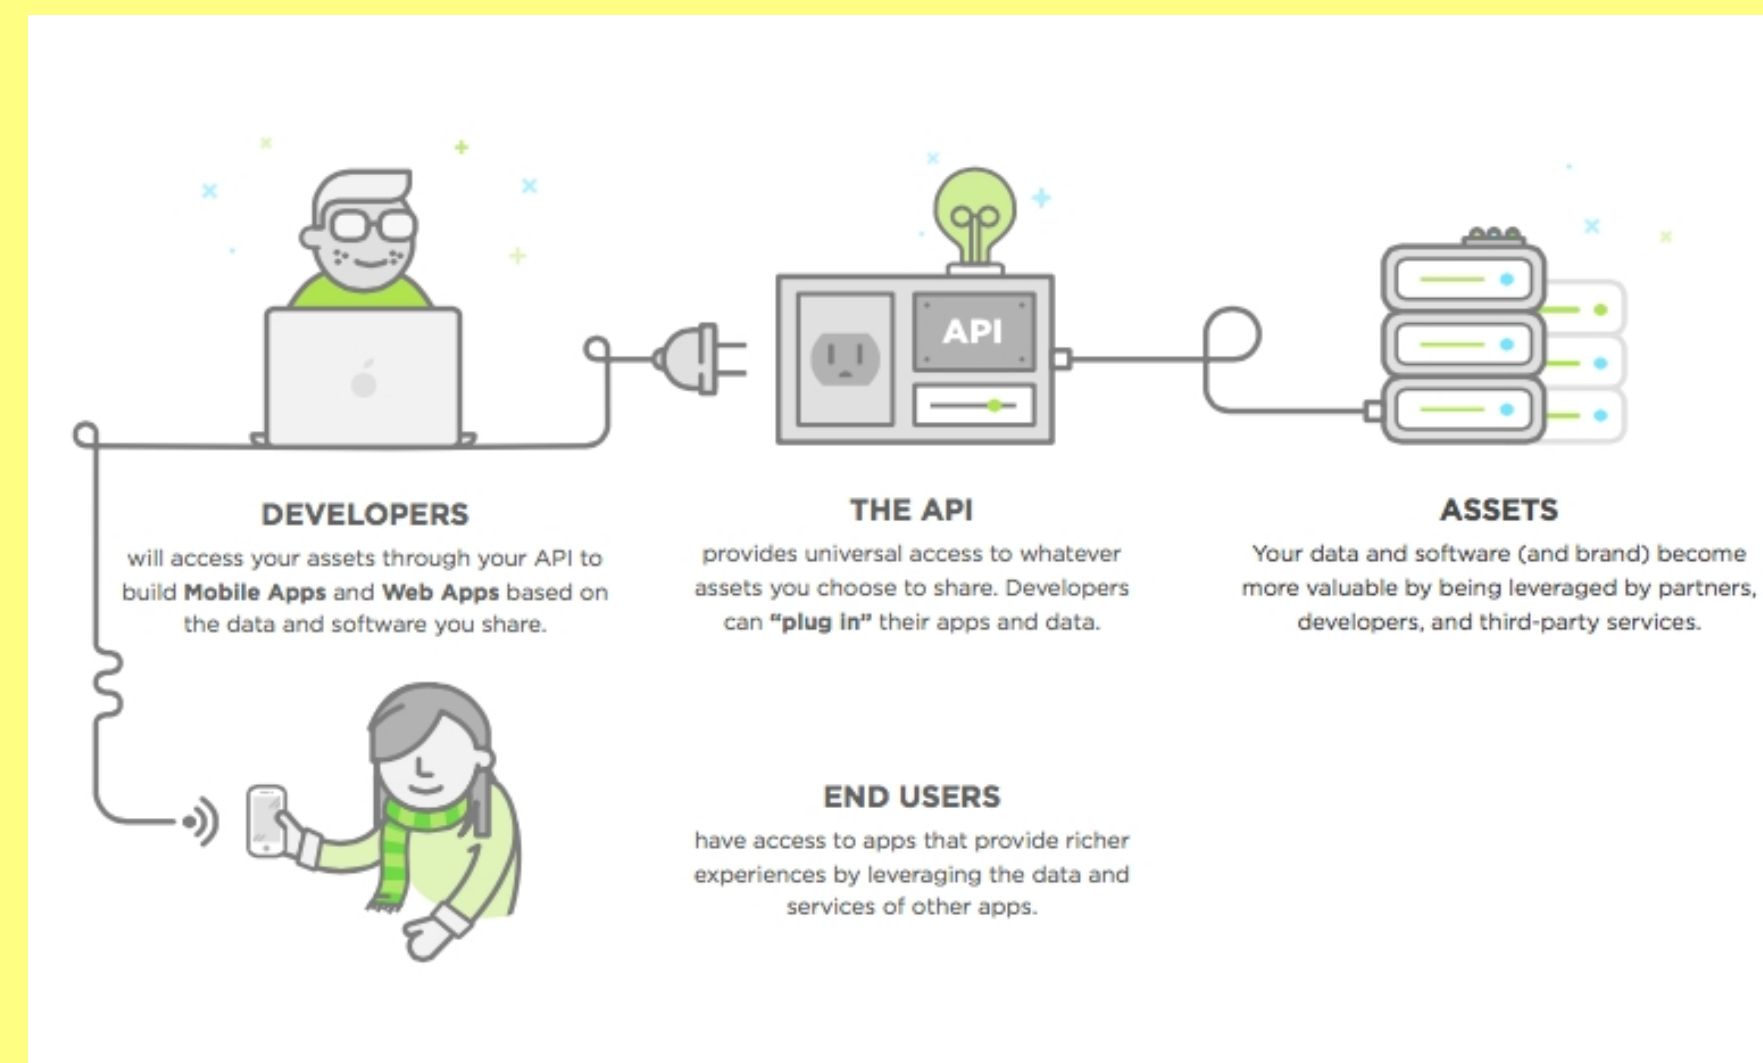 API
DEVELOPERS
will access your assets through your API to
build Mobile Apps and Web Apps based on
the data and software you share.
THE API
provides universal access to whatever
assets you choose to share. Developers
can “plug in” their apps and data.
ASSETS
Your data and software (and brand) become
more valuable by being leveraged by partners,
developers, and third-party services.
END USERS
have access to apps that provide richer
experiences by leveraging the data and
services of other apps.